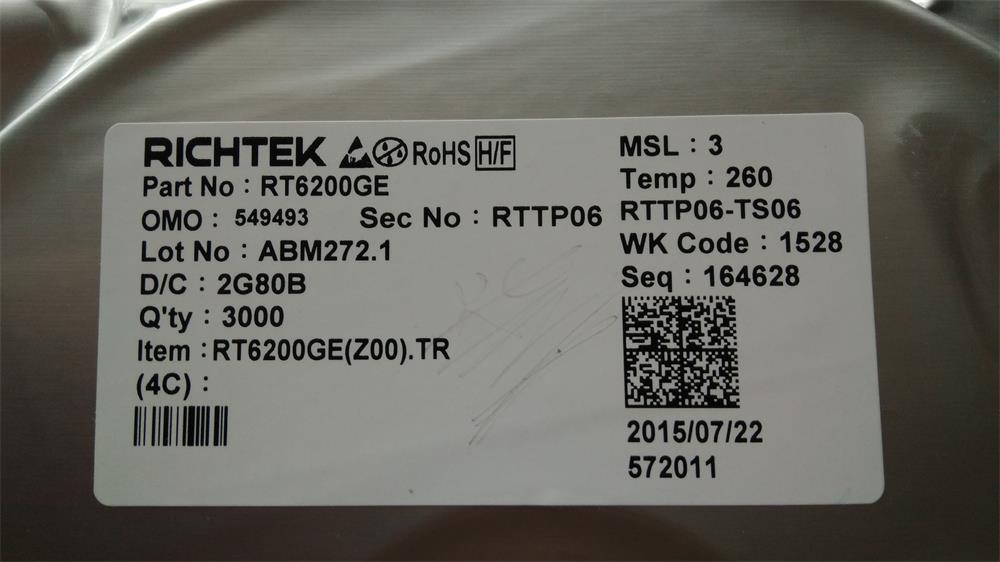 RICHTEK RoHS H/F
Part No : RT6200GE
OMO : 549493 Sec No : RTTP06
Lot No : ABM272.1
D/C : 2G80B
Q'ty : 3000
Item : RT6200GE(Z00).TR
(4C) :
MSL : 3
Temp : 260
RTTP06-TS06
WK Code : 1528
Seq : 164628
2015/07/22
572011